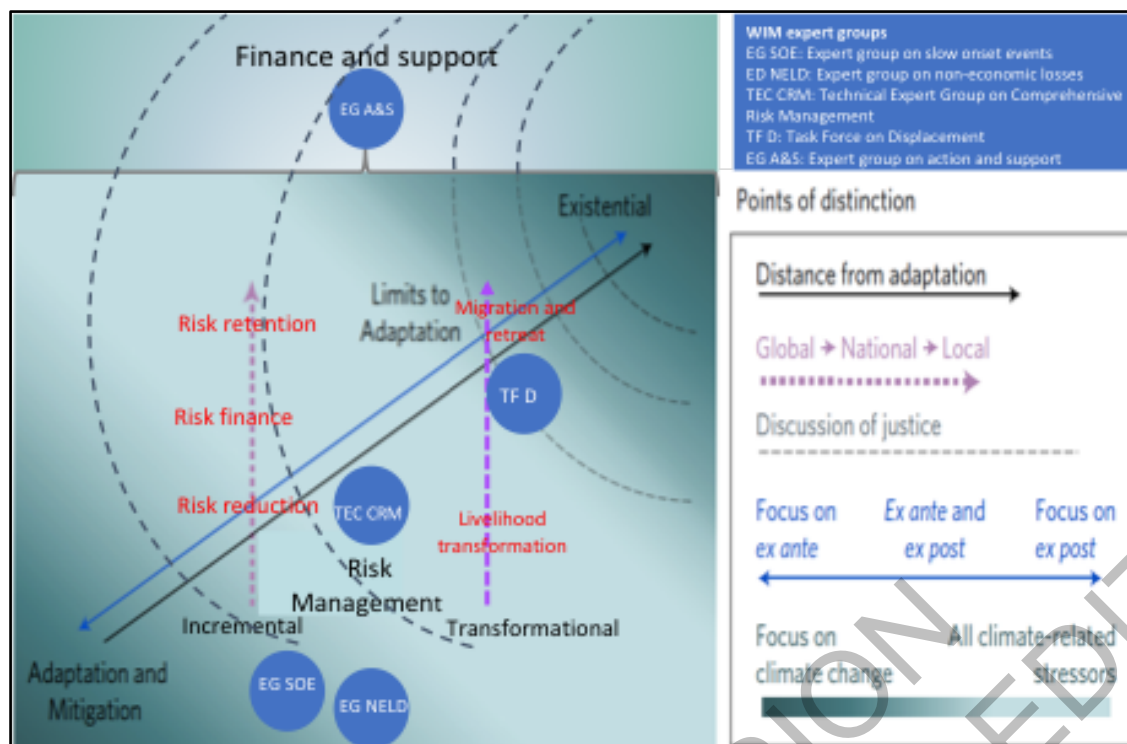 Finance and support
EG A&S
Existential
Limits to
Adaptation
Migration and
retreat
Risk retention
TF D
Risk finance
Risk reduction
TEC CRM
Livelihood
transformation
Risk
Management
Incremental
Transformational
Adaptation and
Mitigation
EG SOE
EG NELD
WIM expert groups
EG SOE: Expert group on slow onset events
ED NELD: Expert group on non-economic losses
TEC CRM: Technical Expert Group on Comprehensive
Risk Management
TF D: Task Force on Displacement
EG A&S: Expert group on action and support
Points of distinction
Distance from adaptation
Global → National → Local
Discussion of justice
Focus on
ex ante
Ex ante and
ex post
Focus on
ex post
Focus on
climate change
All climate-related
stressors